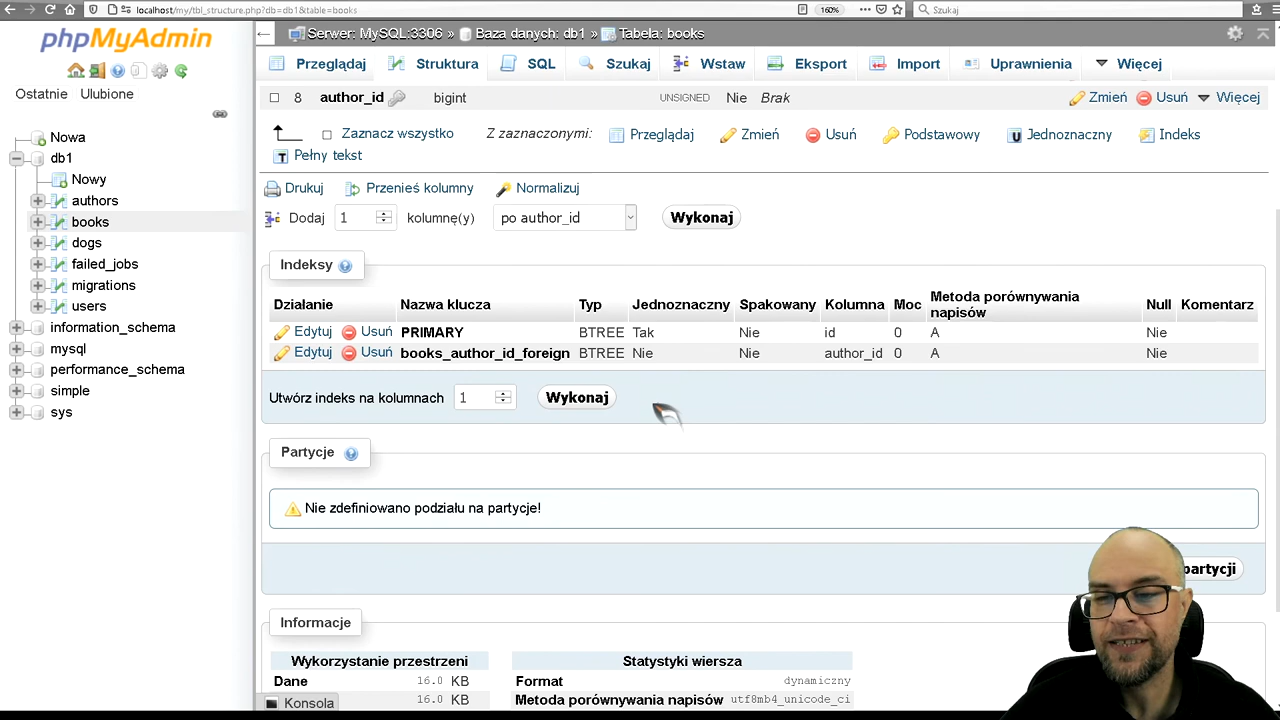 localhost/my/tbl_structure.php?db=db1&table=books
160%
Szukaj
phpMyAdmin
Ostatnie Ulubione
Nowa
db1
Nowy
authors
books
dogs
failed_jobs
migrations
users
information_schema
mysql
performance_schema
simple
sys
Serwer: MySQL:3306 » Baza danych: db1 » Tabela: books
Przeglądaj Struktura SQL Szukaj Wstaw Eksport Import Uprawnienia Więcej
8 author_id bigint UNSIGNED Nie Brak Zmień Usuń Więcej
Zaznacz wszystko Z zaznaczonymi: Przeglądaj Zmień Usuń Podstawowy Jednoznaczny Indeks
Pełny tekst
Drukuj Przenieś kolumny Normalizuj
Dodaj 1 kolumnę(y) po author_id Wykonaj
Indeksy
Działanie Nazwa klucza Typ Jednoznaczny Spakowany Kolumna Moc Metoda porównywania napisów Null Komentarz
Edytuj Usuń PRIMARY BTREE Tak Nie id 0 A Nie
Edytuj Usuń books_author_id_foreign BTREE Nie Nie author_id 0 A Nie
Utwórz indeks na kolumnach 1 Wykonaj
Partycje
Nie zdefiniowano podziału na partycje!
partycji
Informacje
Wykorzystanie przestrzeni
Dane 16.0 KB
16.0 KB
Statystyki wiersza
Format dynamiczny
Metoda porównywania napisów utf8mb4_unicode_ci
Konsola